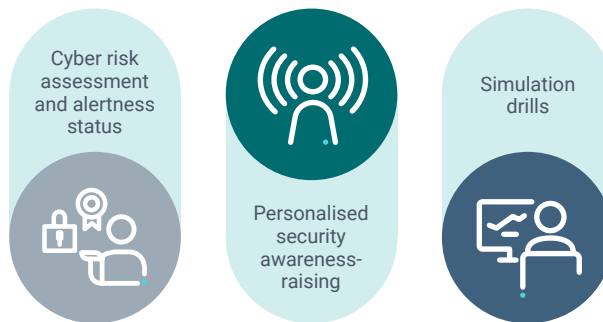 Cyber risk
assessment
and alertness
status
Personalised
security
awareness-
raising
Simulation
drills